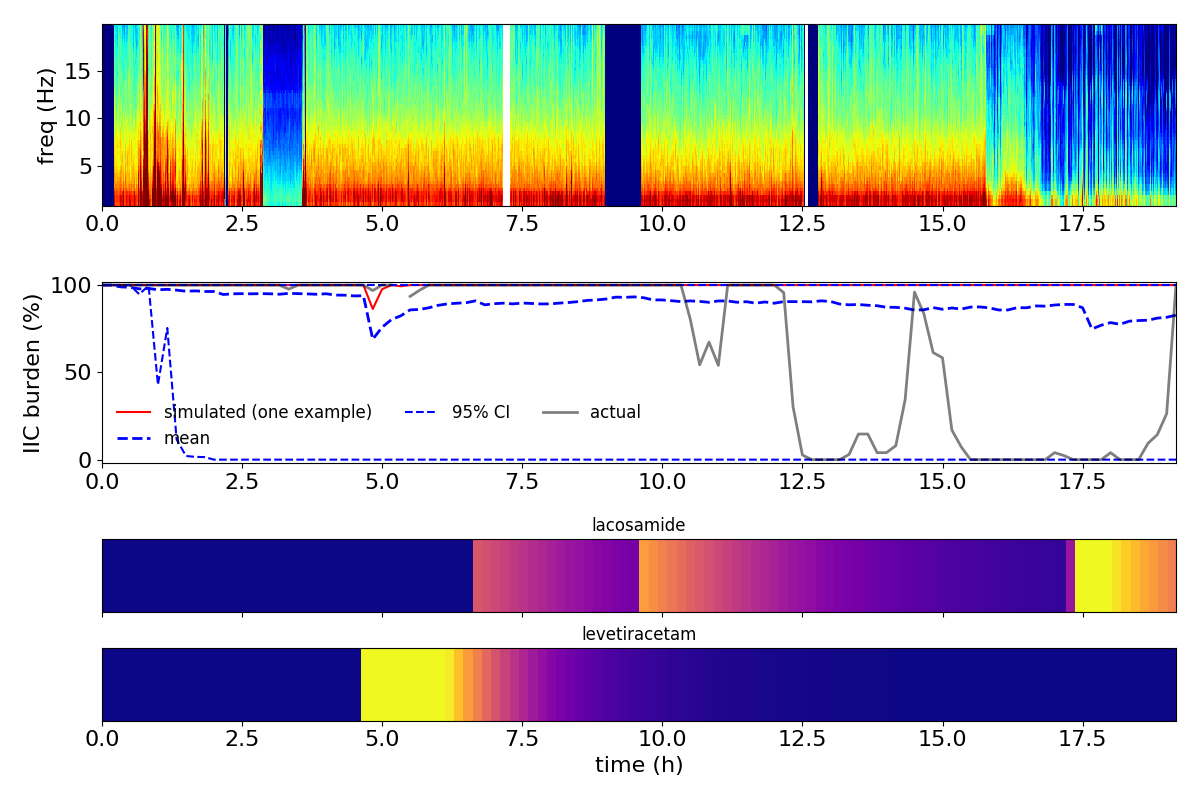 15
10
5
freq (Hz)
0.0 2.5 5.0 7.5 10.0 12.5 15.0 17.5
100
50
0
IIC burden (%)
simulated (one example) 95% CI actual
mean
0.0 2.5 5.0 7.5 10.0 12.5 15.0 17.5
lacosamide
levetiracetam
0.0 2.5 5.0 7.5 10.0 12.5 15.0 17.5
time (h)